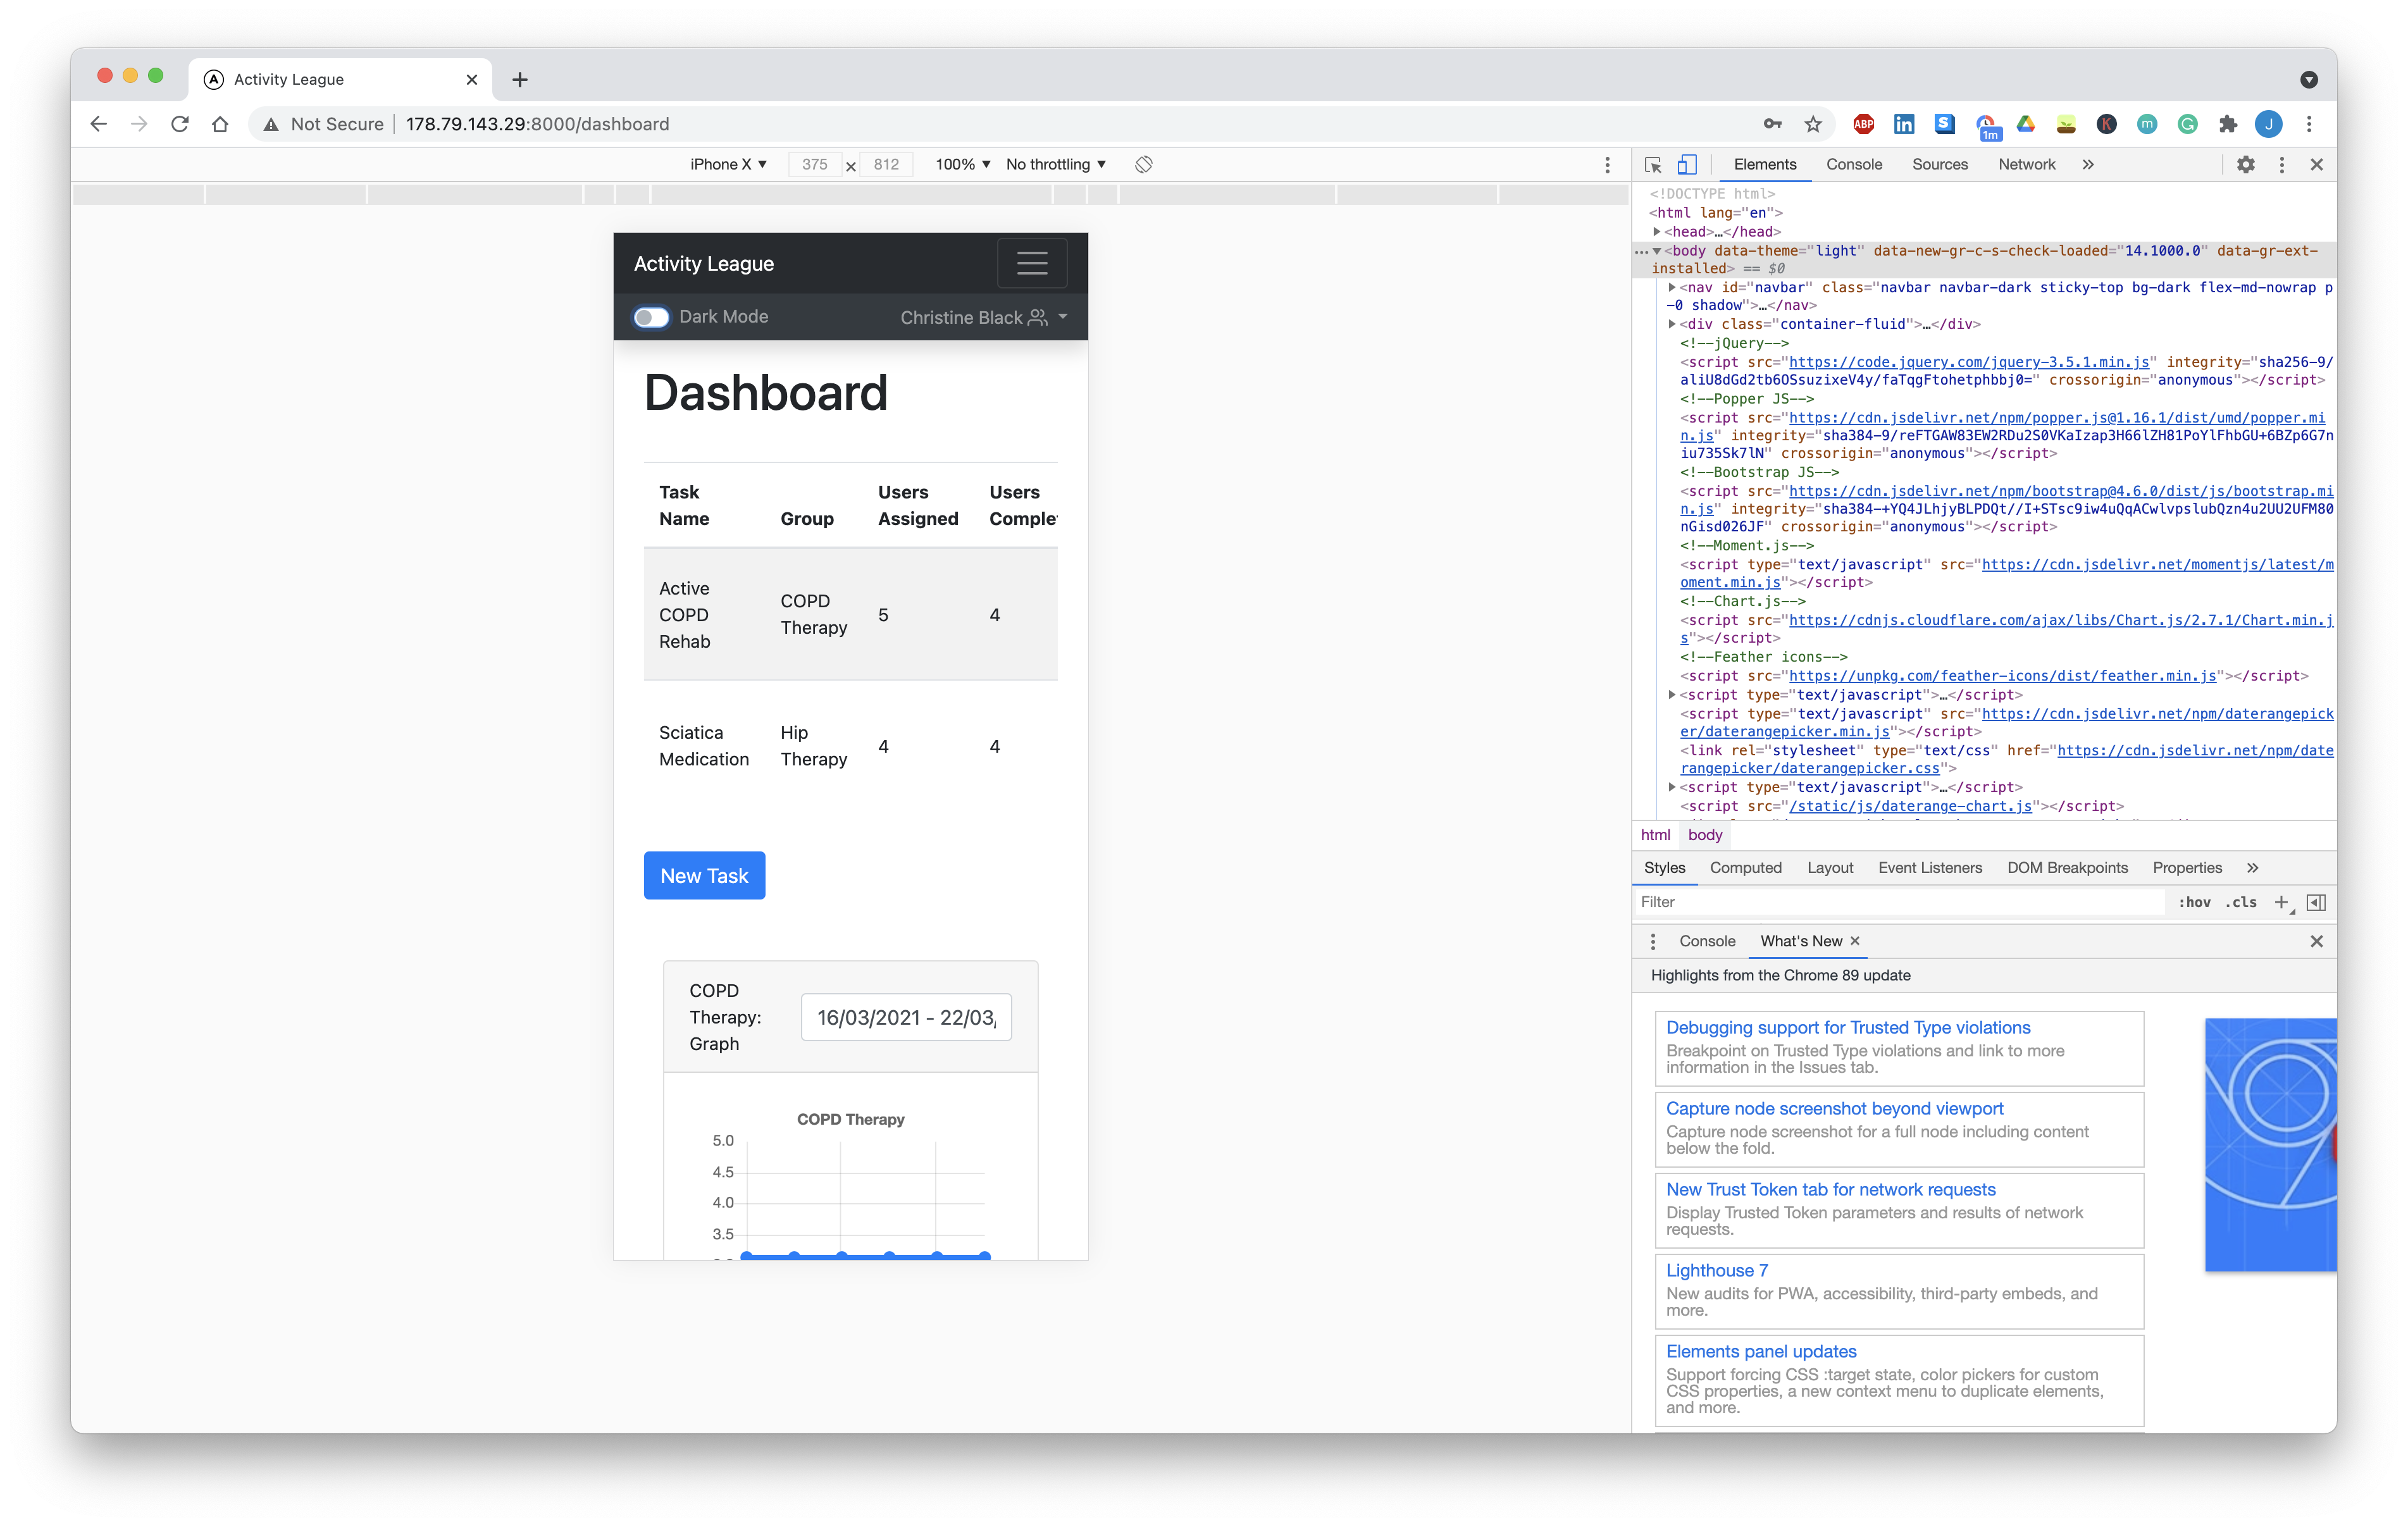 Activity League
Not Secure | 178.79.143.29:8000/dashboard
ABP
1m
J
iPhone X ▼ 375 × 812 100% ▼ No throttling ▼
Elements Console Sources Network »
Activity League
Dark Mode Christine Black
Dashboard
Task Name Group Users Assigned Users Complet
Active COPD Rehab COPD Therapy 5 4
Sciatica Medication Hip Therapy 4 4
New Task
COPD Therapy: Graph 16/03/2021 - 22/03/
COPD Therapy
5.0
4.5
4.0
3.5
<!DOCTYPE html>
<html lang="en">
<head>…</head>
<body data-theme="light" data-new-gr-c-s-check-loaded="14.1000.0" data-gr-ext-
installed> == $0
<nav id="navbar" class="navbar navbar-dark sticky-top bg-dark flex-md-nowrap p
-0 shadow">…</nav>
<div class="container-fluid">…</div>
<!--jQuery-->
<script src="https://code.jquery.com/jquery-3.5.1.min.js" integrity="sha256-9/
aliU8dGd2tb6OSsuzixeV4y/faTqgFtohetphbbj0=" crossorigin="anonymous"></script>
<!--Popper JS-->
<script src="https://cdn.jsdelivr.net/npm/popper.js@1.16.1/dist/umd/popper.mi
n.js" integrity="sha384-9/reFTGAW83EW2RDu2S0VKaIzap3H66lZH81PoYlFhbGU+6BZp6G7n
iu735Sk7lN" crossorigin="anonymous"></script>
<!--Bootstrap JS-->
<script src="https://cdn.jsdelivr.net/npm/bootstrap@4.6.0/dist/js/bootstrap.mi
n.js" integrity="sha384-+YQ4JLhjyBLPDQt//I+STsc9iw4uQqACwlvpslubQzn4u2UU2UFM80
nGisd026JF" crossorigin="anonymous"></script>
<!--Moment.js-->
<script type="text/javascript" src="https://cdn.jsdelivr.net/momentjs/latest/m
oment.min.js"></script>
<!--Chart.js-->
<script src="https://cdnjs.cloudflare.com/ajax/libs/Chart.js/2.7.1/Chart.min.j
s"></script>
<!--Feather icons-->
<script src="https://unpkg.com/feather-icons/dist/feather.min.js"></script>
<script type="text/javascript">…</script>
<script type="text/javascript" src="https://cdn.jsdelivr.net/npm/daterangepick
er/daterangepicker.min.js"></script>
<link rel="stylesheet" type="text/css" href="https://cdn.jsdelivr.net/npm/date
rangepicker/daterangepicker.css">
<script type="text/javascript">…</script>
<script src="/static/js/daterange-chart.js"></script>
html body
Styles Computed Layout Event Listeners DOM Breakpoints Properties »
Filter :hov .cls +
Console What's New ×
Highlights from the Chrome 89 update
Debugging support for Trusted Type violations
Breakpoint on Trusted Type violations and link to more
information in the Issues tab.
Capture node screenshot beyond viewport
Capture node screenshot for a full node including content
below the fold.
New Trust Token tab for network requests
Display Trusted Token parameters and results of network
requests.
Lighthouse 7
New audits for PWA, accessibility, third-party embeds, and
more.
Elements panel updates
Support forcing CSS :target state, color pickers for custom
CSS properties, a new context menu to duplicate elements,
and more.